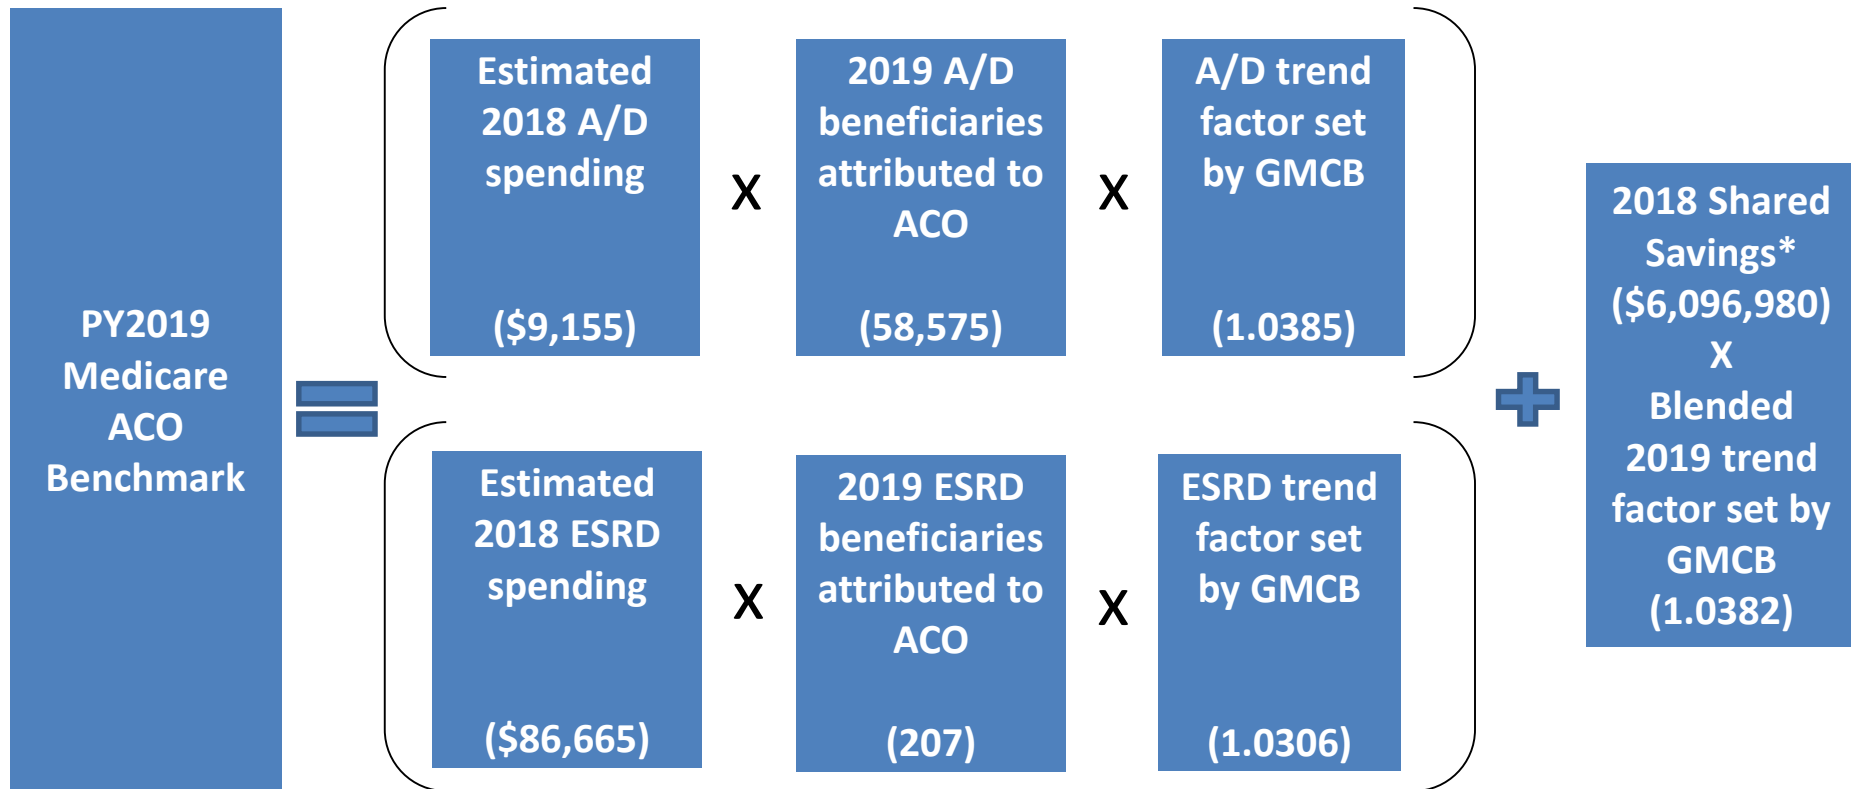 PY2019
Medicare
ACO
Benchmark
Estimated
2018 A/D
spending
($9,155)
X
2019 A/D
beneficiaries
attributed to
ACO
(58,575)
X
A/D trend
factor set
by GMCB
(1.0385)
Estimated
2018 ESRD
spending
($86,665)
X
2019 ESRD
beneficiaries
attributed to
ACO
(207)
X
ESRD trend
factor set
by GMCB
(1.0306)
2018 Shared
Savings*
($6,096,980)
X
Blended
2019 trend
factor set by
GMCB
(1.0382)